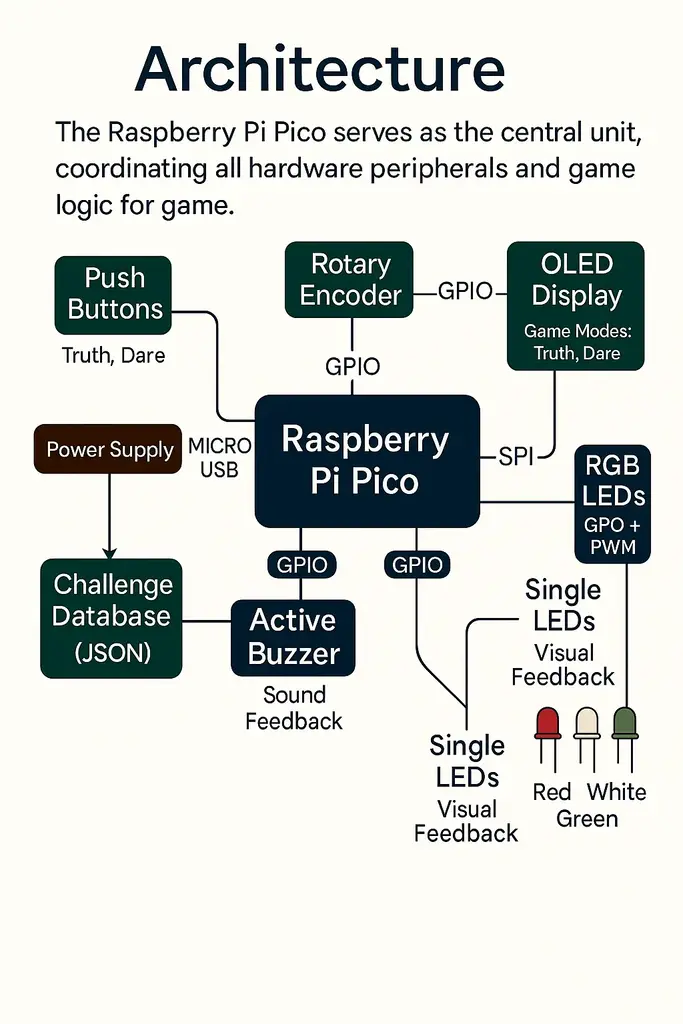 Architecture
The Raspberry Pi Pico serves as the central unit,
coordinating all hardware peripherals and game
logic for game.
Push
Buttons
Truth, Dare
Rotary
Encoder
GPIO
OLED
Display
Game Modes:
Truth, Dare
GPIO
Power Supply
MICRO
USB
Raspberry
Pi Pico
SPI
RGB
LEDs
GPO +
PWM
GPIO
GPIO
Challenge
Database
(JSON)
Active
Buzzer
Sound
Feedback
Single
LEDs
Visual
Feedback
Single
LEDs
Visual
Feedback
Red White
Green